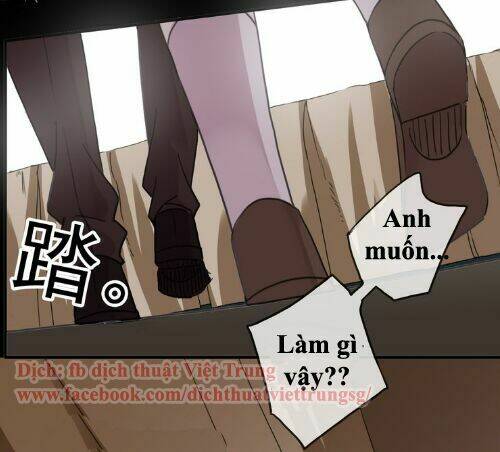 踏。
Anh
muốn...
Làm gì
vậy??
Dịch: fb dịch thuật Việt Trung
www.facebook.com/dichthuatviettrungsg/